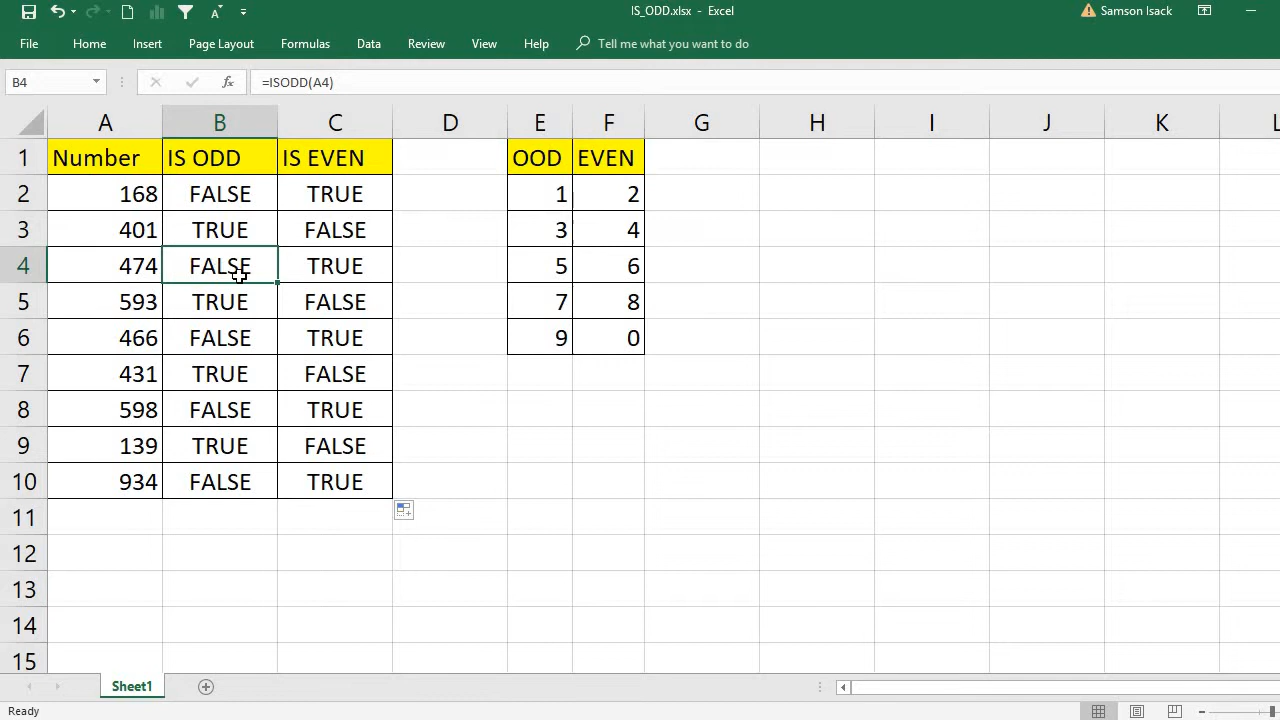 IS_ODD.xlsx - Excel
Samson Isack
File Home Insert Page Layout Formulas Data Review View Help Tell me what you want to do
B4 fx =ISODD(A4)
A B C D E F G H I J K L
1 Number IS ODD IS EVEN OOD EVEN
2 168 FALSE TRUE 1 2
3 401 TRUE FALSE 3 4
4 474 FALSE TRUE 5 6
5 593 TRUE FALSE 7 8
6 466 FALSE TRUE 9 0
7 431 TRUE FALSE
8 598 FALSE TRUE
9 139 TRUE FALSE
10 934 FALSE TRUE
11
12
13
14
15
Sheet1
Ready